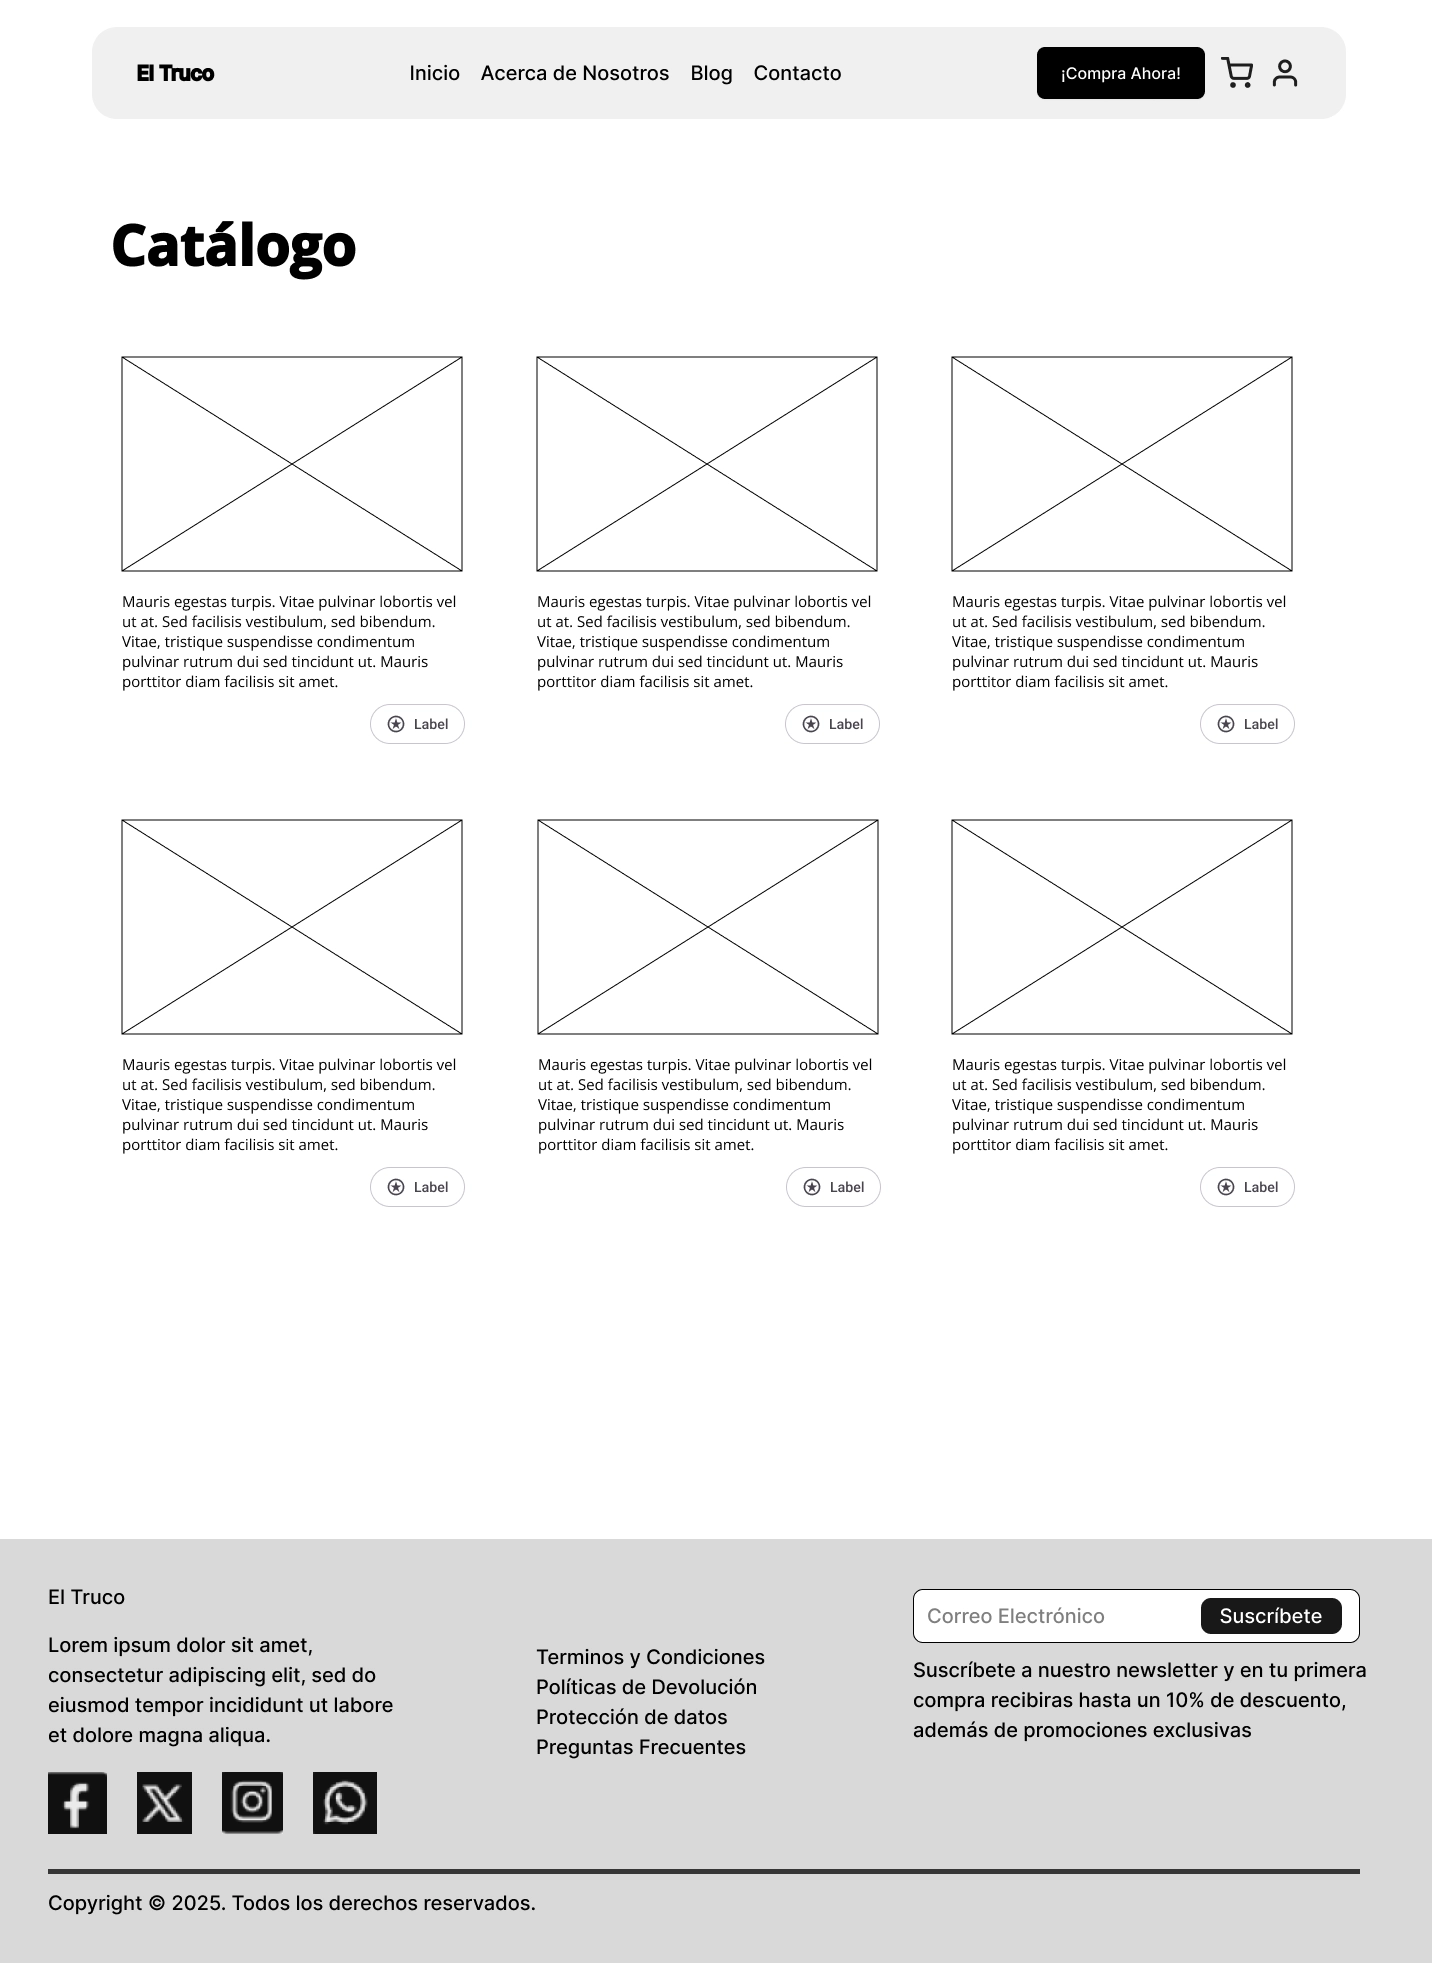 El Truco
Inicio Acerca de Nosotros Blog Contacto
¡Compra Ahora!
Catálogo
Mauris egestas turpis. Vitae pulvinar lobortis vel
ut at. Sed facilisis vestibulum, sed bibendum.
Vitae, tristique suspendisse condimentum
pulvinar rutrum dui sed tincidunt ut. Mauris
porttitor diam facilisis sit amet.
Label
Mauris egestas turpis. Vitae pulvinar lobortis vel
ut at. Sed facilisis vestibulum, sed bibendum.
Vitae, tristique suspendisse condimentum
pulvinar rutrum dui sed tincidunt ut. Mauris
porttitor diam facilisis sit amet.
Label
Mauris egestas turpis. Vitae pulvinar lobortis vel
ut at. Sed facilisis vestibulum, sed bibendum.
Vitae, tristique suspendisse condimentum
pulvinar rutrum dui sed tincidunt ut. Mauris
porttitor diam facilisis sit amet.
Label
Mauris egestas turpis. Vitae pulvinar lobortis vel
ut at. Sed facilisis vestibulum, sed bibendum.
Vitae, tristique suspendisse condimentum
pulvinar rutrum dui sed tincidunt ut. Mauris
porttitor diam facilisis sit amet.
Label
Mauris egestas turpis. Vitae pulvinar lobortis vel
ut at. Sed facilisis vestibulum, sed bibendum.
Vitae, tristique suspendisse condimentum
pulvinar rutrum dui sed tincidunt ut. Mauris
porttitor diam facilisis sit amet.
Label
Mauris egestas turpis. Vitae pulvinar lobortis vel
ut at. Sed facilisis vestibulum, sed bibendum.
Vitae, tristique suspendisse condimentum
pulvinar rutrum dui sed tincidunt ut. Mauris
porttitor diam facilisis sit amet.
Label
El Truco
Lorem ipsum dolor sit amet,
consectetur adipiscing elit, sed do
eiusmod tempor incididunt ut labore
et dolore magna aliqua.
Terminos y Condiciones
Políticas de Devolución
Protección de datos
Preguntas Frecuentes
Correo Electrónico
Suscríbete
Suscríbete a nuestro newsletter y en tu primera
compra recibiras hasta un 10% de descuento,
además de promociones exclusivas
Copyright © 2025. Todos los derechos reservados.